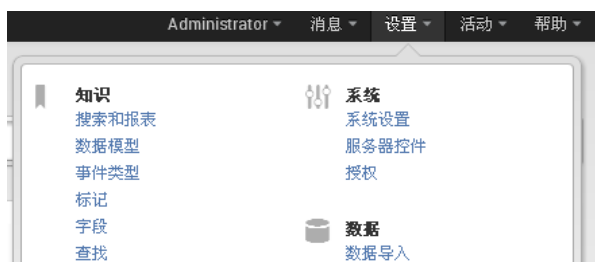 Administrator 消息 设置 活动 帮助
知识
搜索和报表
数据模型
事件类型
标记
字段
查找
系统
系统设置
服务器控件
授权
数据
数据导入